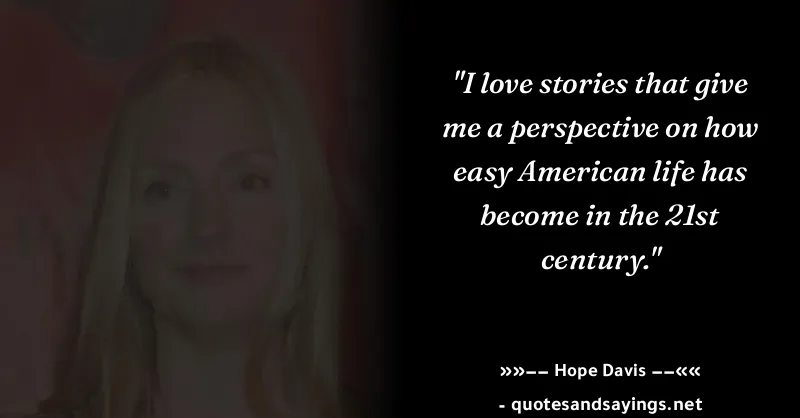 "I love stories that give
me a perspective on how
easy American life has
become in the 21st
century."
»»−− Hope Davis −−««
- quotesandsayings.net